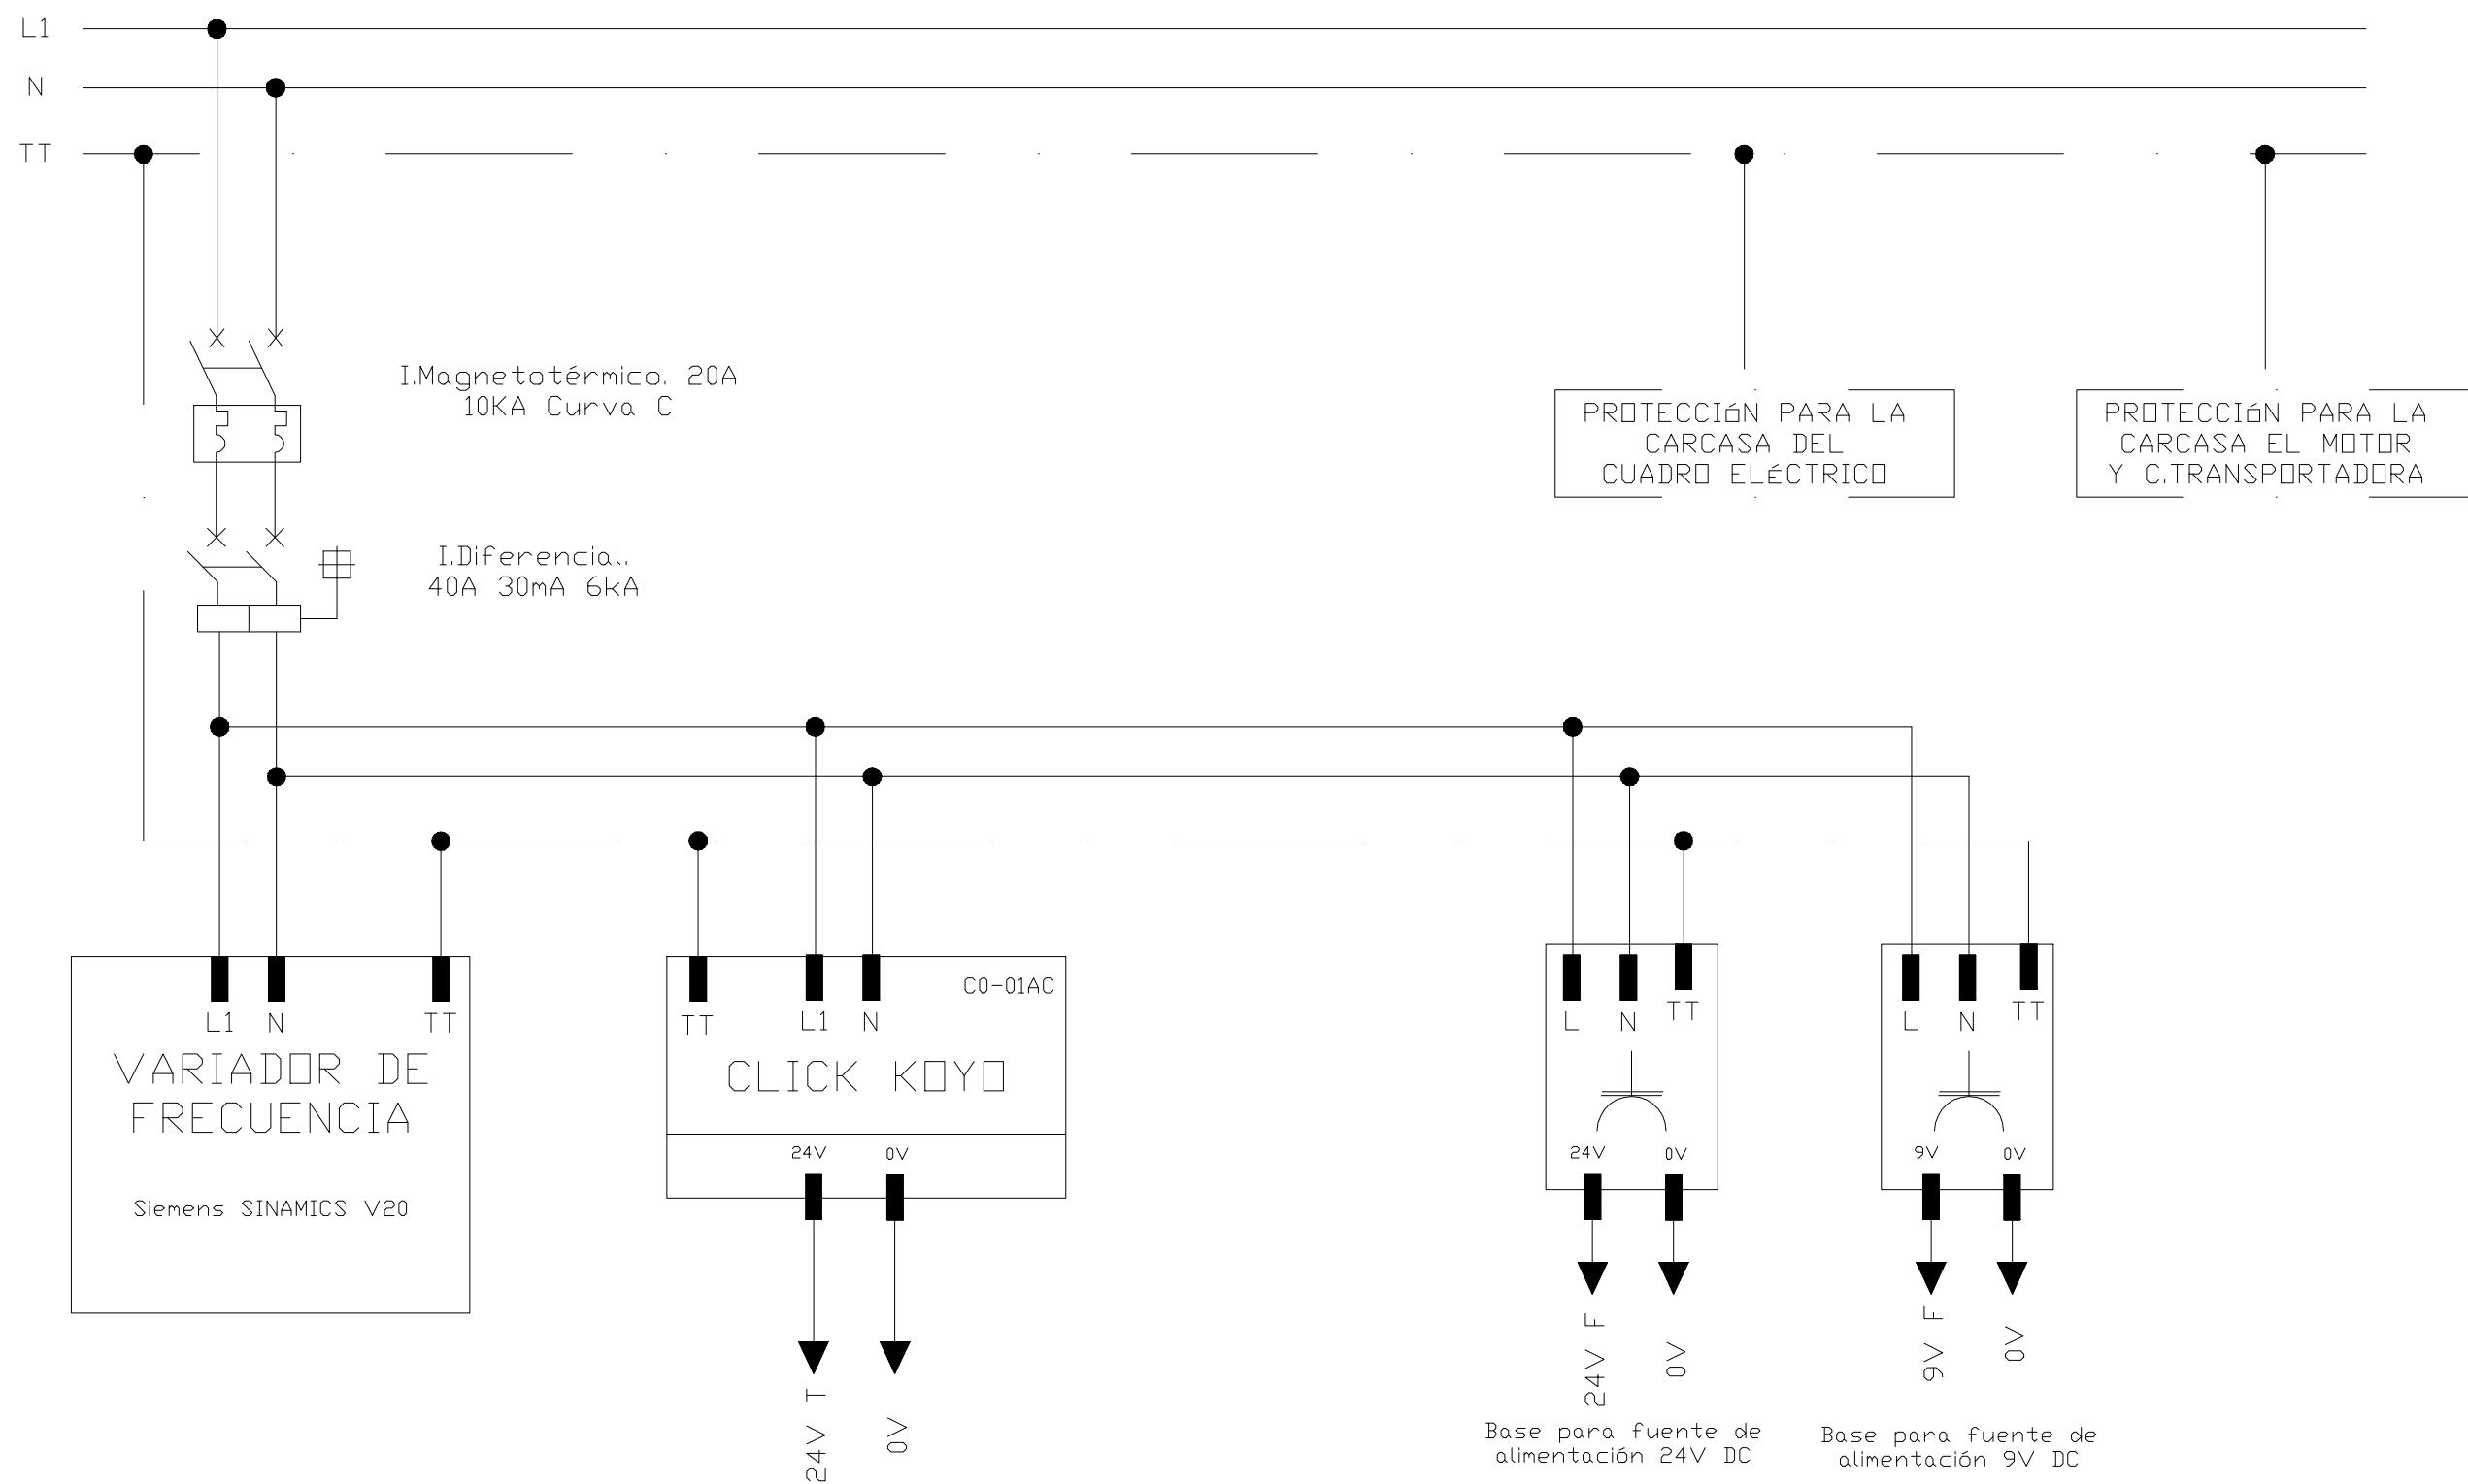 L1
N
TT
I.Magnetotérmico. 20A
10KA Curva C
PROTECCIóN PARA LA
CARCASA DEL
CUADRO ELéCTRICO
PROTECCIóN PARA LA
CARCASA EL MOTOR
Y C.TRANSPORTADORA
I.Diferencial.
40A 30mA 6kA
L1
N
TT
VARIADOR DE
FRECUENCIA
Siemens SINAMICS V20
C0-01AC
TT
L1
N
CLICK KOYO
24V
0V
24V T
0V
L
N
TT
24V
0V
24V F
0V
Base para fuente de
alimentación 24V DC
L
N
TT
9V
0V
9V F
0V
Base para fuente de
alimentación 9V DC